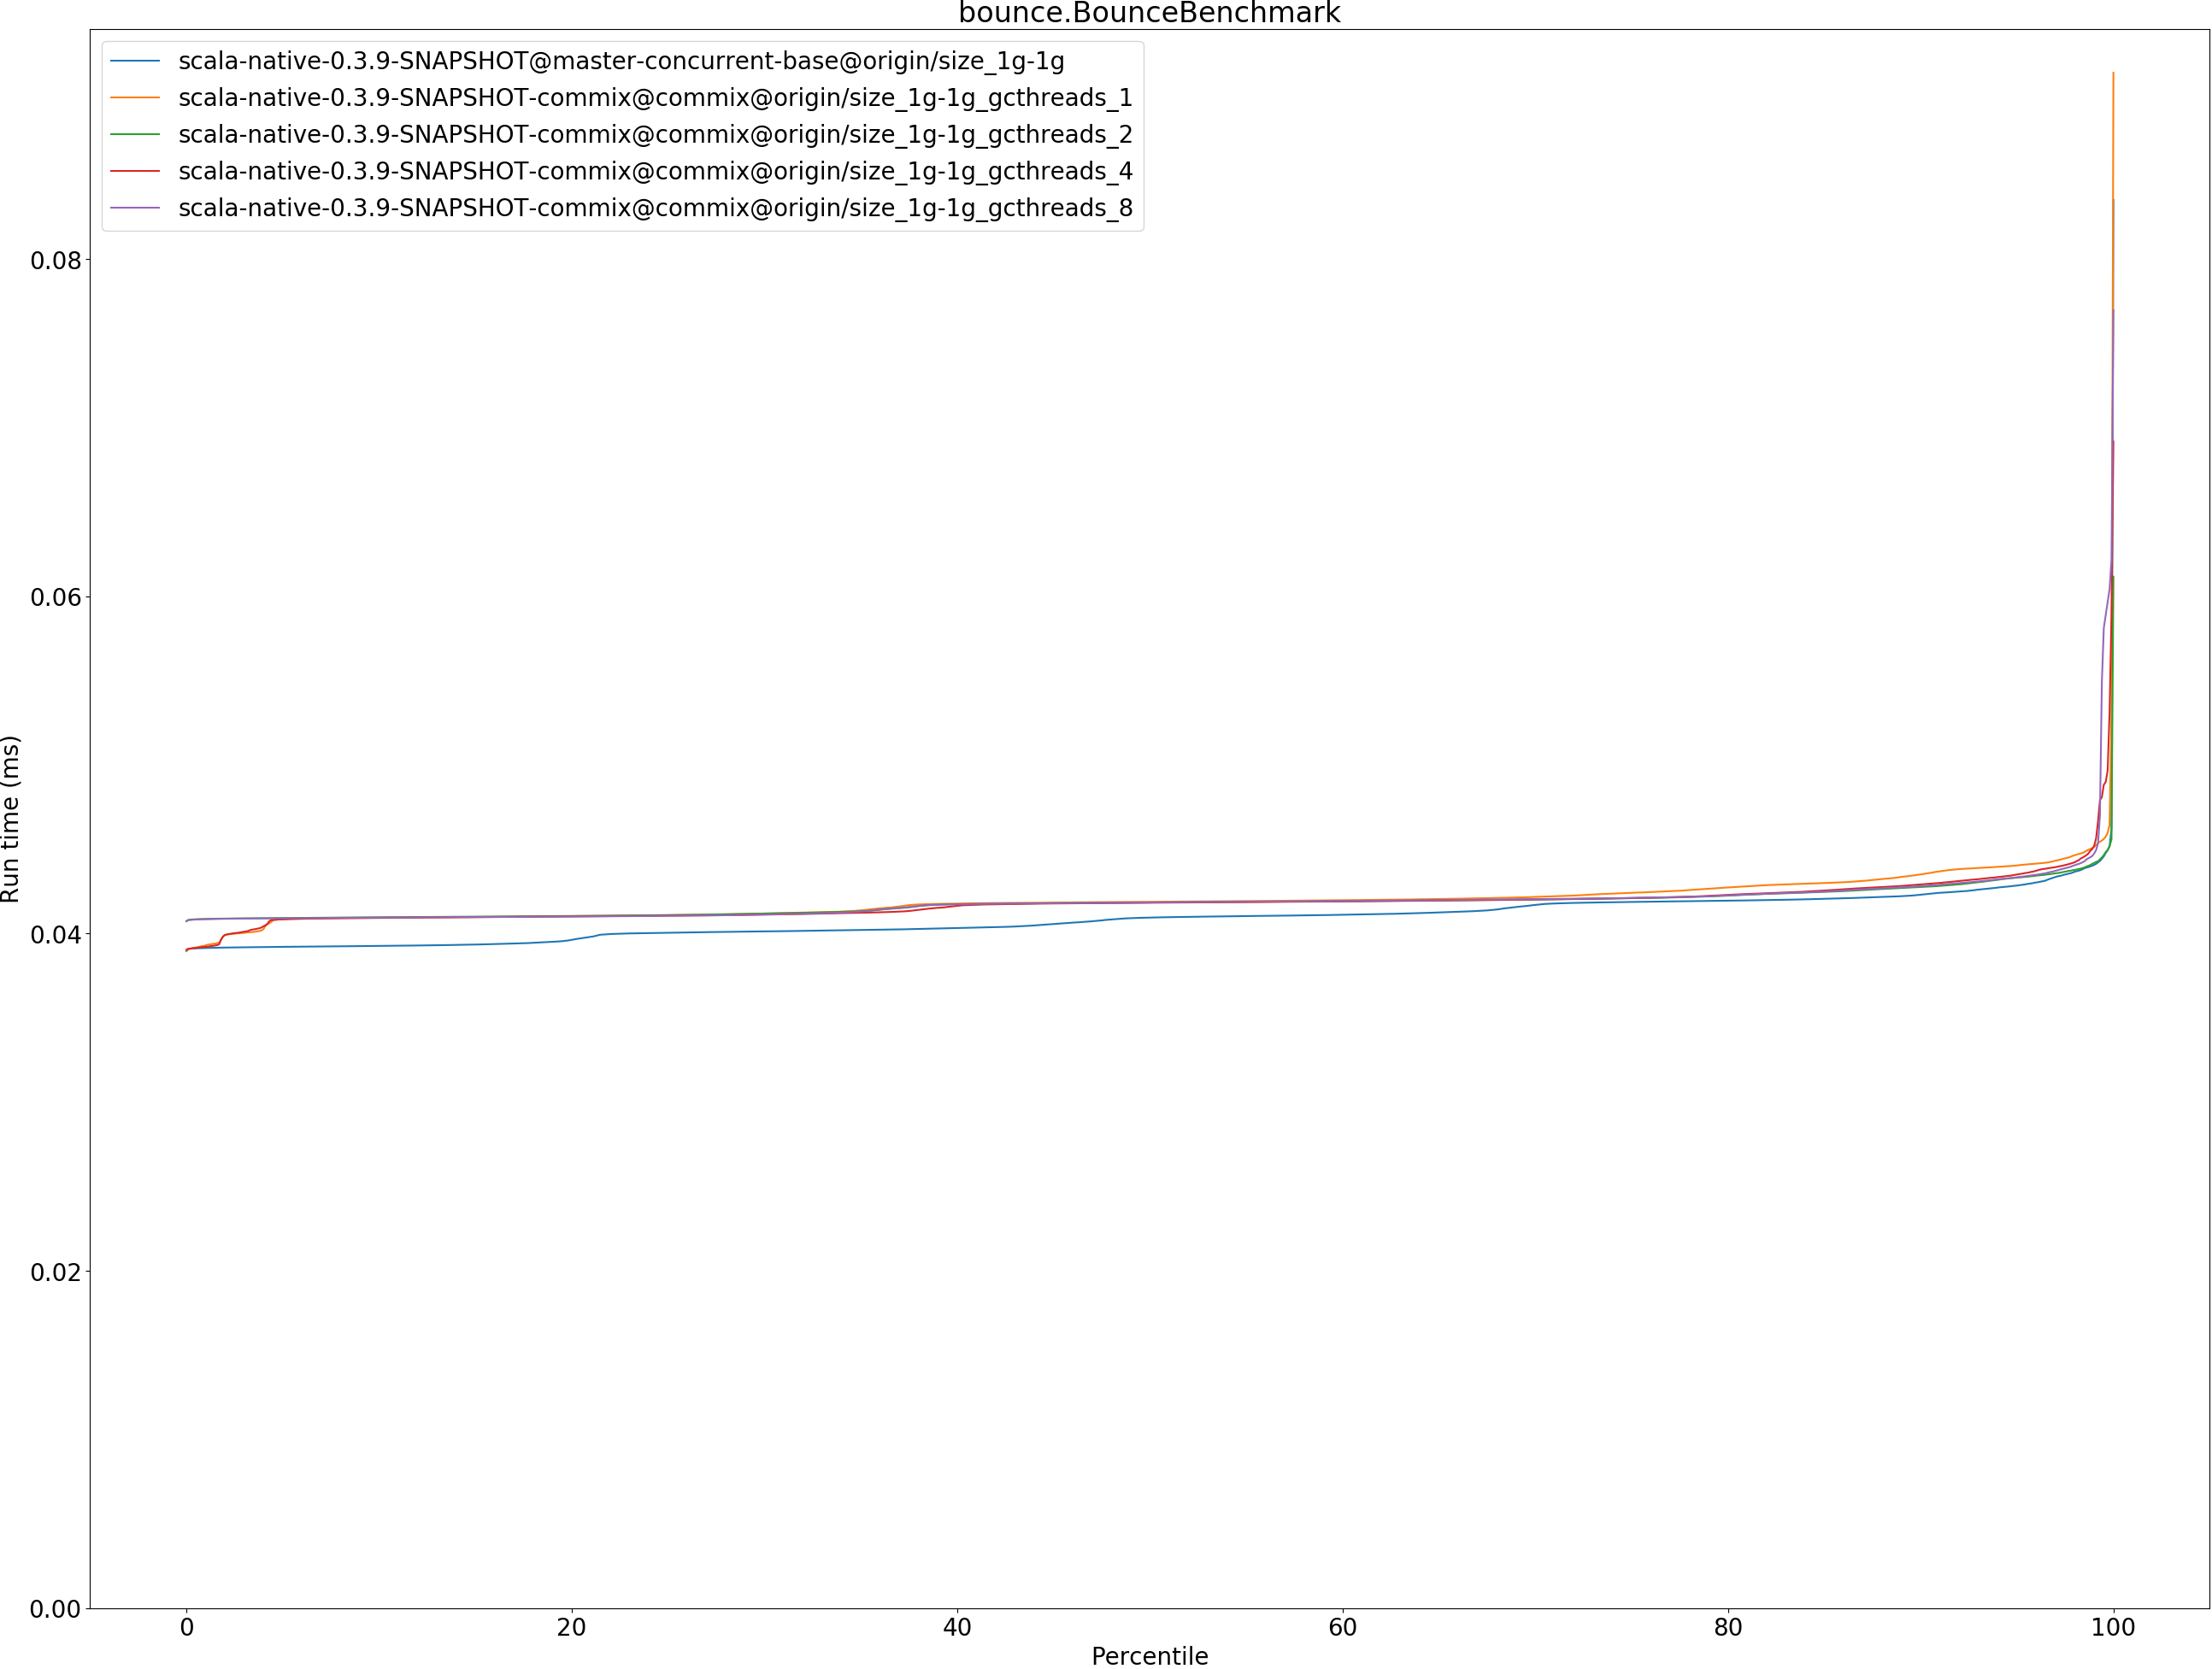 bounce.BounceBenchmark
scala-native-0.3.9-SNAPSHOT@master-concurrent-base@origin/size_1g-1g
scala-native-0.3.9-SNAPSHOT-commix@commix@origin/size_1g-1g_gcthreads_1
scala-native-0.3.9-SNAPSHOT-commix@commix@origin/size_1g-1g_gcthreads_2
scala-native-0.3.9-SNAPSHOT-commix@commix@origin/size_1g-1g_gcthreads_4
scala-native-0.3.9-SNAPSHOT-commix@commix@origin/size_1g-1g_gcthreads_8
Run time (ms)
0.08
0.06
0.04
0.02
0.00
0 20 40 60 80 100
Percentile